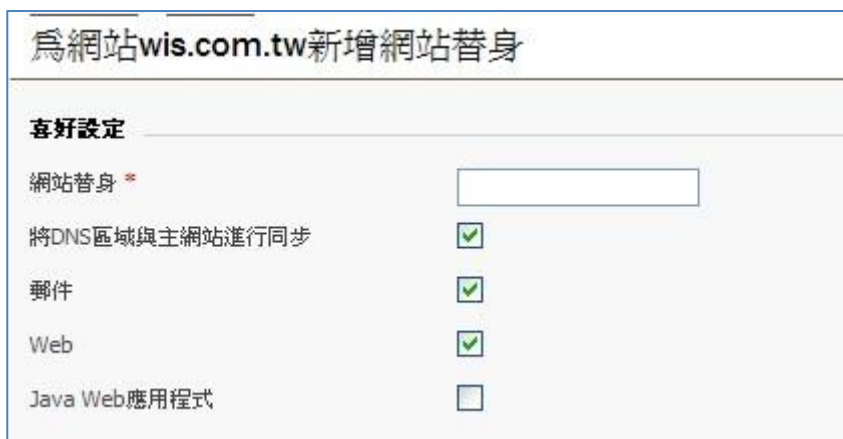 為網站wis.com.tw新增網站替身
喜好設定
網站替身 *
將DNS區域與主網站進行同步
郵件
Web
Java Web應用程式